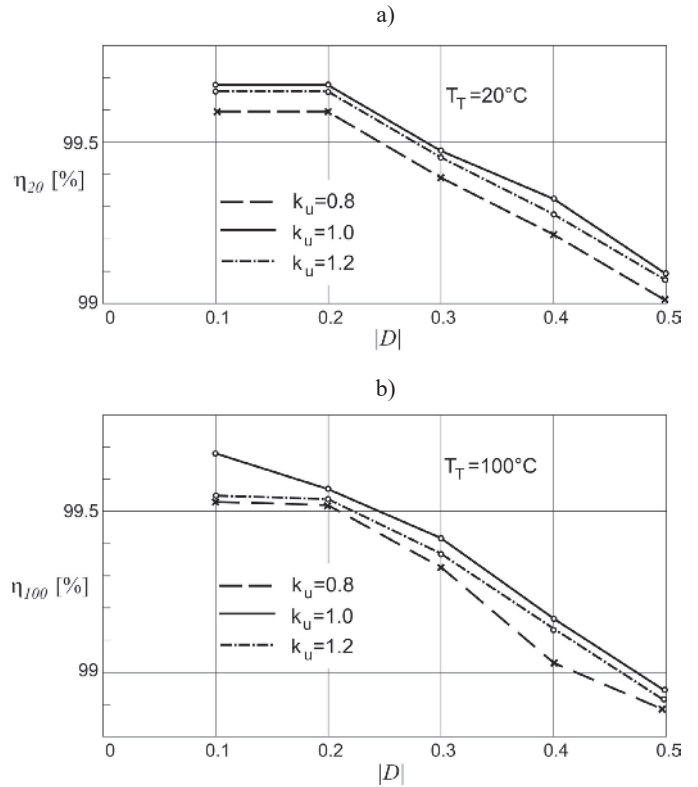 a)
T_T=20°C
99.5
η_20 [%]
k_u=0.8
k_u=1.0
k_u=1.2
99
0 0.1 0.2 0.3 0.4 0.5
|D|
b)
T_T=100°C
99.5
η_100 [%]
k_u=0.8
k_u=1.0
k_u=1.2
99
0 0.1 0.2 0.3 0.4 0.5
|D|